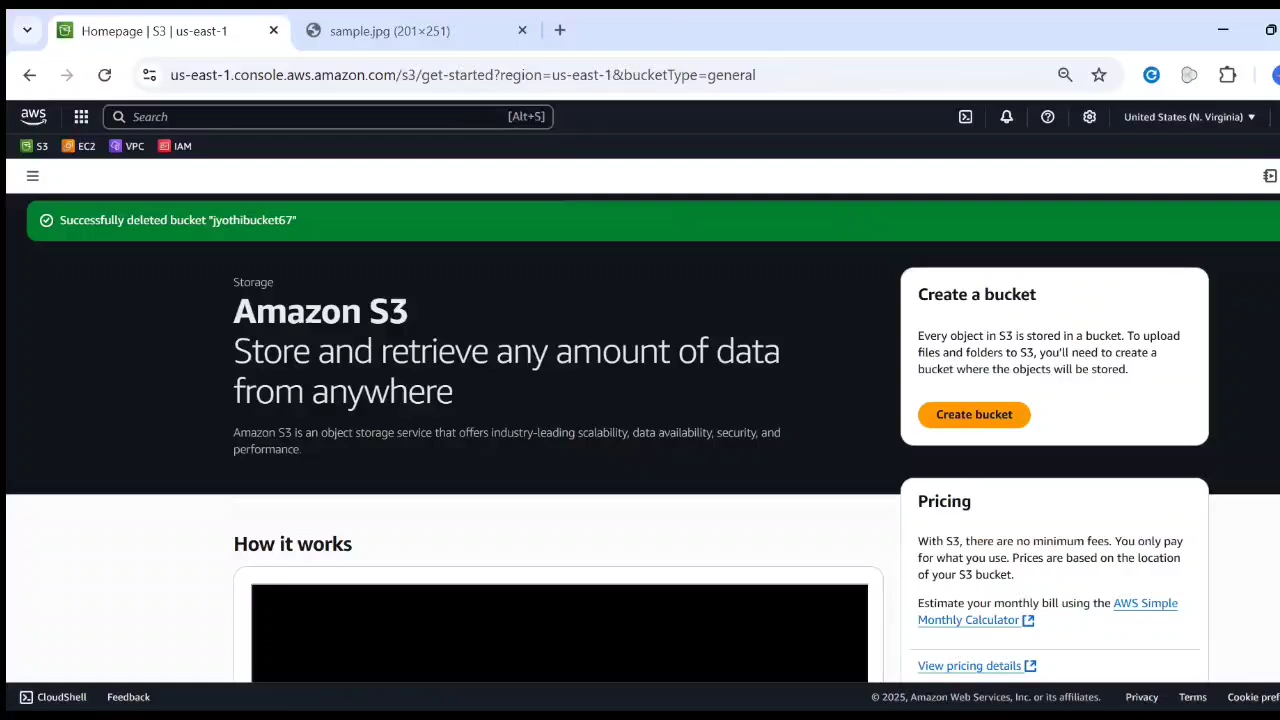 Homepage | S3 | us-east-1
sample.jpg (201×251)
us-east-1.console.aws.amazon.com/s3/get-started?region=us-east-1&bucketType=general
aws
Search
[Alt+S]
United States (N. Virginia) ▼
S3
EC2
VPC
IAM
Successfully deleted bucket "jyothibucket67"
Storage
Amazon S3
Store and retrieve any amount of data
from anywhere
Amazon S3 is an object storage service that offers industry-leading scalability, data availability, security, and
performance.
Create a bucket
Every object in S3 is stored in a bucket. To upload
files and folders to S3, you'll need to create a
bucket where the objects will be stored.
Create bucket
Pricing
With S3, there are no minimum fees. You only pay
for what you use. Prices are based on the location
of your S3 bucket.
Estimate your monthly bill using the AWS Simple
Monthly Calculator
View pricing details
How it works
CloudShell
Feedback
© 2025, Amazon Web Services, Inc. or its affiliates.
Privacy
Terms
Cookie pref